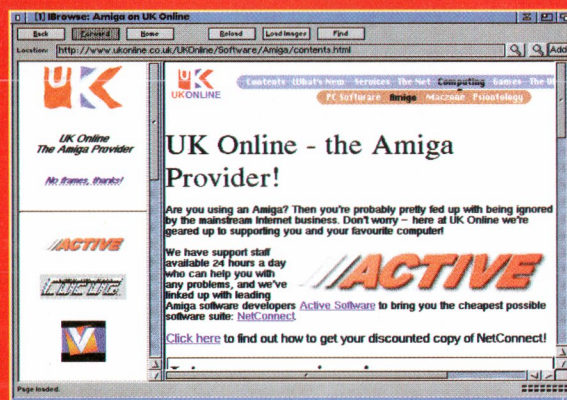 [1] IBrowse: Amiga on UK Online
Back Forward Home Reload Load Images Find
Location: http://www.ukonline.co.uk/UKOnline/Software/Amiga/contents.html Add
UK
UK Online
The Amiga Provider
No frames, thanks!
//ACTIVE
V
UK
UKONLINE
Contents What's New Services The Net Computing Games The U
PC Software Amiga Maczone Psiontology
UK Online - the Amiga
Provider!
Are you using an Amiga? Then you're probably pretty fed up with being ignored
by the mainstream Internet business. Don't worry – here at UK Online we're
geared up to supporting you and your favourite computer!
We have support staff
available 24 hours a day
who can help you with
any problems, and we've
linked up with leading
//ACTIVE
Amiga software developers Active Software to bring you the cheapest possible
software suite: NetConnect.
Click here to find out how to get your discounted copy of NetConnect!
Page loaded.